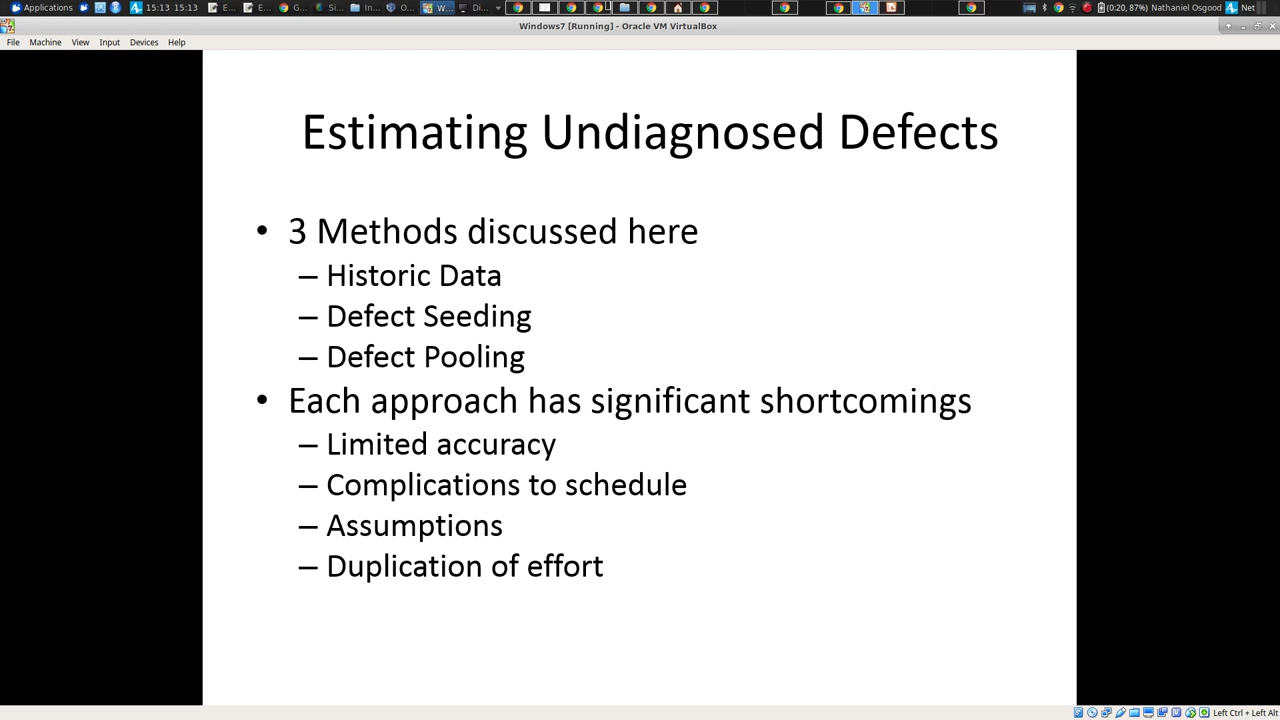 Applications
15:13 15:13
E...
E...
G...
Si...
In...
O...
W...
Di...
(0:20, 87%) Nathaniel Osgood
Net
Windows7 [Running] - Oracle VM VirtualBox
File Machine View Input Devices Help
Estimating Undiagnosed Defects
• 3 Methods discussed here
– Historic Data
– Defect Seeding
– Defect Pooling
• Each approach has significant shortcomings
– Limited accuracy
– Complications to schedule
– Assumptions
– Duplication of effort
Left Ctrl + Left Alt